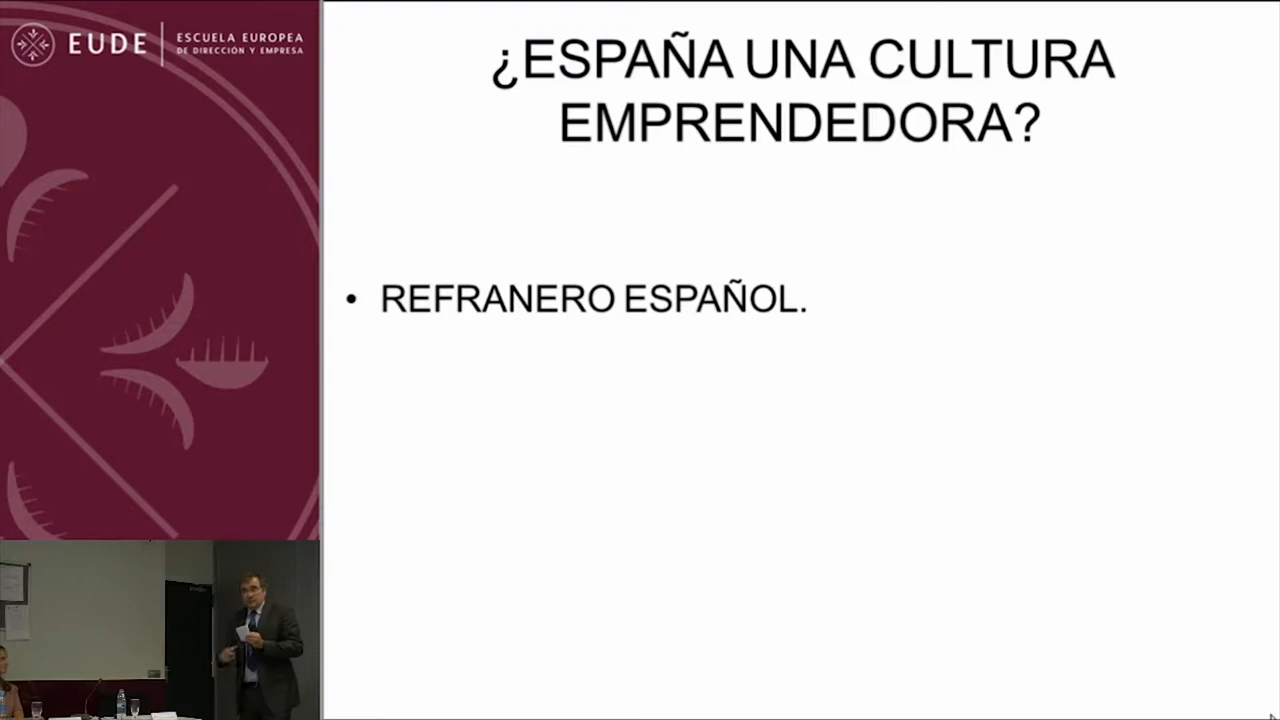 EUDE
ESCUELA EUROPEA
DE DIRECCIÓN Y EMPRESA
¿ESPAÑA UNA CULTURA
EMPRENDEDORA?
• REFRANERO ESPAÑOL.